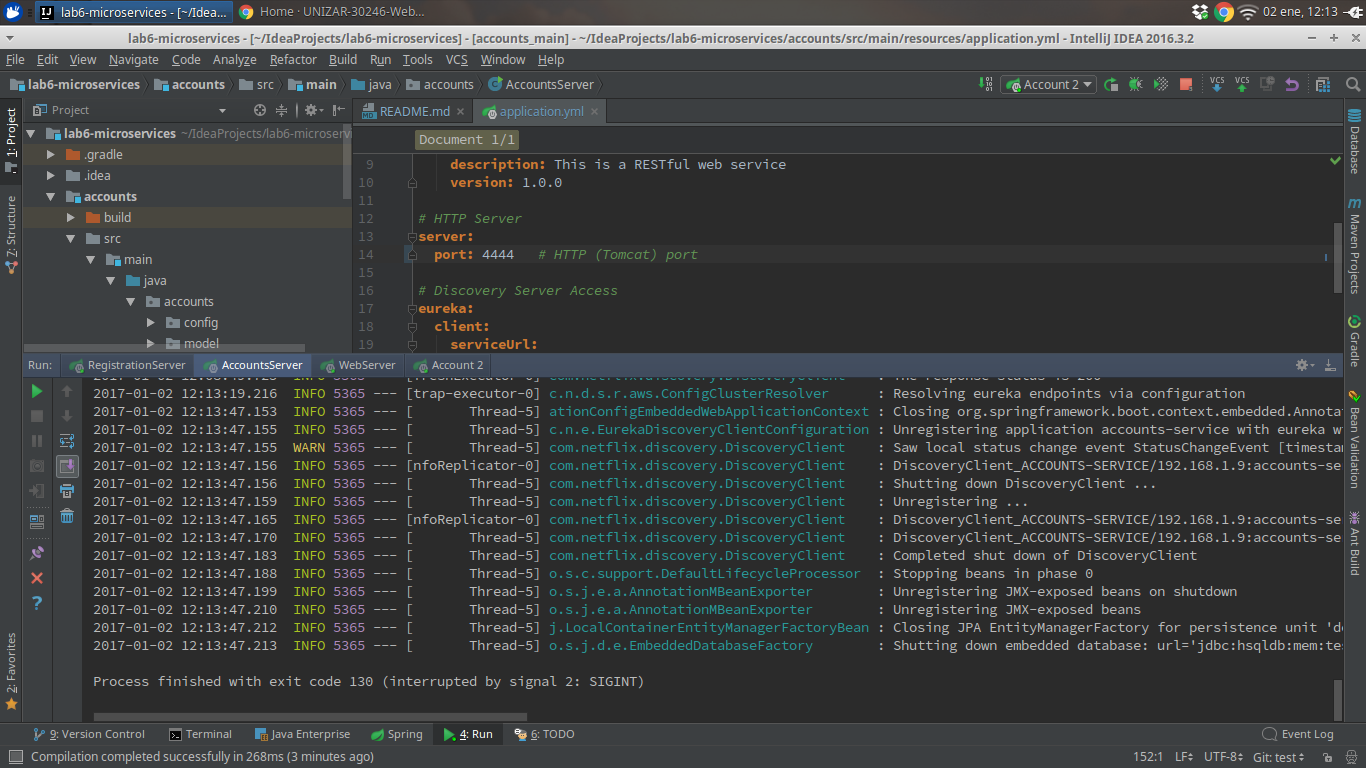 lab6-microservices - [~/Idea...
Home · UNIZAR-30246-Web...
02 ene, 12:13
lab6-microservices - [~/IdeaProjects/lab6-microservices] - [accounts_main] - ~/IdeaProjects/lab6-microservices/accounts/src/main/resources/application.yml - IntelliJ IDEA 2016.3.2
File Edit View Navigate Code Analyze Refactor Build Run Tools VCS Window Help
lab6-microservices accounts src main java accounts AccountsServer
Account 2
VCS VCS
1: Project
7: Structure
2: Favorites
Project
lab6-microservices ~/IdeaProjects/lab6-microserv
.gradle
.idea
accounts
build
src
main
java
accounts
config
model
README.md
application.yml
Document 1/1
9 description: This is a RESTful web service
10 version: 1.0.0
11
12 # HTTP Server
13 server:
14 port: 4444 # HTTP (Tomcat) port
15
16 # Discovery Server Access
17 eureka:
18 client:
19 serviceUrl:
Database
Maven Projects
Gradle
Bean Validation
Ant Build
Run: RegistrationServer AccountsServer WebServer Account 2
2017-01-02 12:13:19.216 INFO 5365 --- [trap-executor-0] c.n.d.s.r.aws.ConfigClusterResolver : Resolving eureka endpoints via configuration
2017-01-02 12:13:47.153 INFO 5365 --- [ Thread-5] ationConfigEmbeddedWebApplicationContext : Closing org.springframework.boot.context.embedded.Annota
2017-01-02 12:13:47.155 INFO 5365 --- [ Thread-5] c.n.e.EurekaDiscoveryClientConfiguration : Unregistering application accounts-service with eureka w
2017-01-02 12:13:47.155 WARN 5365 --- [ Thread-5] com.netflix.discovery.DiscoveryClient : Saw local status change event StatusChangeEvent [timesta
2017-01-02 12:13:47.156 INFO 5365 --- [nfoReplicator-0] com.netflix.discovery.DiscoveryClient : DiscoveryClient_ACCOUNTS-SERVICE/192.168.1.9:accounts-se
2017-01-02 12:13:47.156 INFO 5365 --- [ Thread-5] com.netflix.discovery.DiscoveryClient : Shutting down DiscoveryClient ...
2017-01-02 12:13:47.159 INFO 5365 --- [ Thread-5] com.netflix.discovery.DiscoveryClient : Unregistering ...
2017-01-02 12:13:47.165 INFO 5365 --- [nfoReplicator-0] com.netflix.discovery.DiscoveryClient : DiscoveryClient_ACCOUNTS-SERVICE/192.168.1.9:accounts-se
2017-01-02 12:13:47.170 INFO 5365 --- [ Thread-5] com.netflix.discovery.DiscoveryClient : DiscoveryClient_ACCOUNTS-SERVICE/192.168.1.9:accounts-se
2017-01-02 12:13:47.183 INFO 5365 --- [ Thread-5] com.netflix.discovery.DiscoveryClient : Completed shut down of DiscoveryClient
2017-01-02 12:13:47.188 INFO 5365 --- [ Thread-5] o.s.c.support.DefaultLifecycleProcessor : Stopping beans in phase 0
2017-01-02 12:13:47.199 INFO 5365 --- [ Thread-5] o.s.j.e.a.AnnotationMBeanExporter : Unregistering JMX-exposed beans on shutdown
2017-01-02 12:13:47.210 INFO 5365 --- [ Thread-5] o.s.j.e.a.AnnotationMBeanExporter : Unregistering JMX-exposed beans
2017-01-02 12:13:47.212 INFO 5365 --- [ Thread-5] j.LocalContainerEntityManagerFactoryBean : Closing JPA EntityManagerFactory for persistence unit 'de
2017-01-02 12:13:47.213 INFO 5365 --- [ Thread-5] o.s.j.d.e.EmbeddedDatabaseFactory : Shutting down embedded database: url='jdbc:hsqldb:mem:tes
Process finished with exit code 130 (interrupted by signal 2: SIGINT)
9: Version Control Terminal Java Enterprise Spring 4: Run 6: TODO Event Log
Compilation completed successfully in 268ms (3 minutes ago) 152:1 LF UTF-8 Git: test